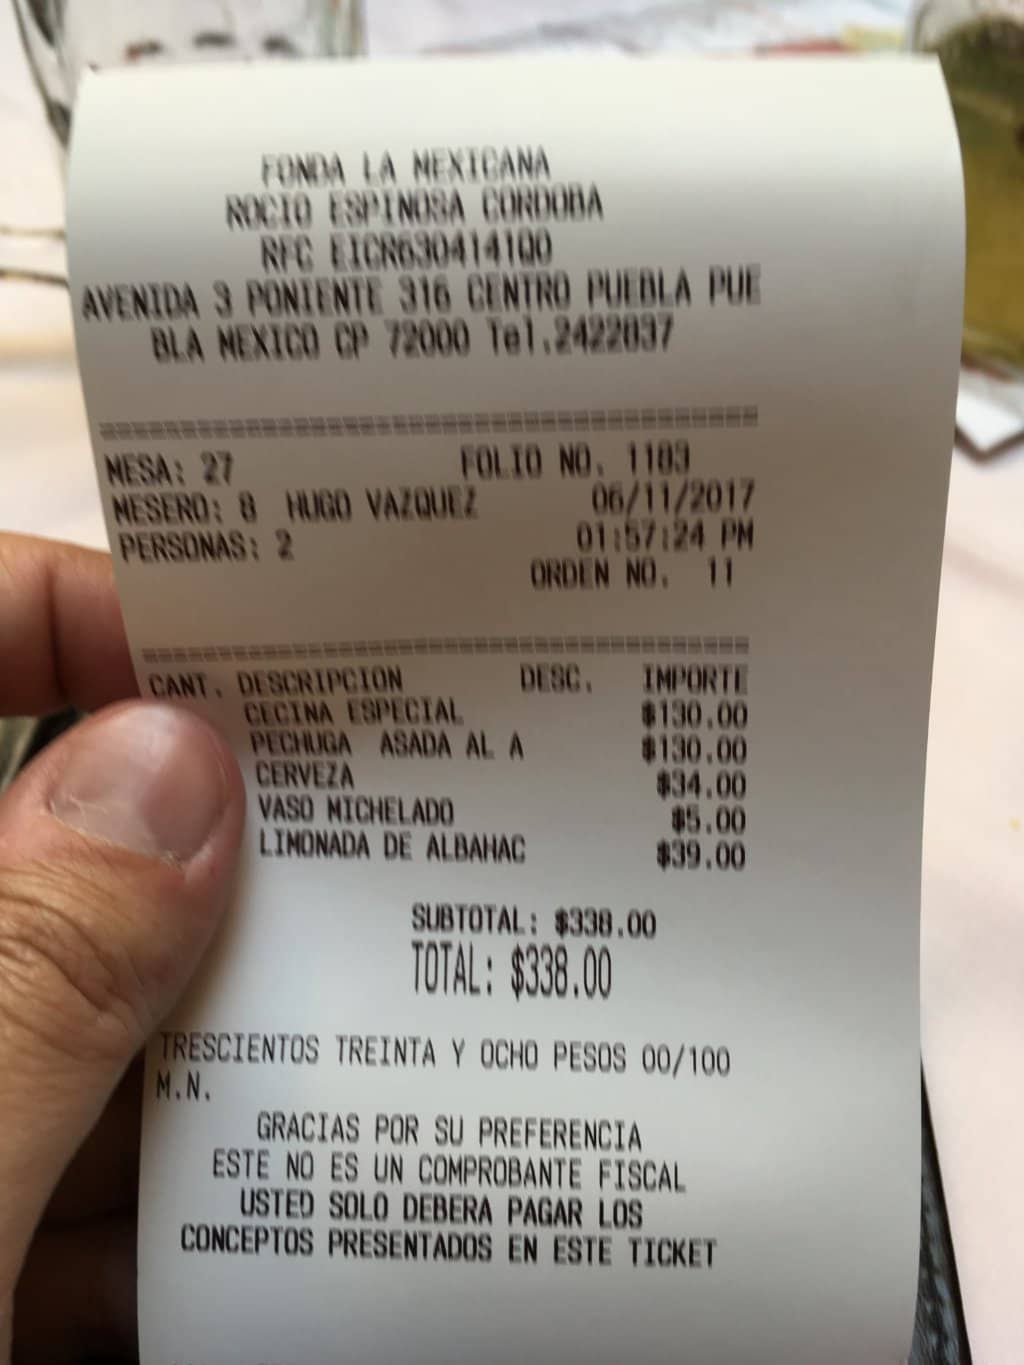 FONDA LA MEXICANA
ROCIO ESPINOSA CORDOBA
RFC EICR6304141Q0
AVENIDA 3 PONIENTE 316 CENTRO PUEBLA PUE
BLA MEXICO CP 72000 Tel.2422837
========================================
MESA: 27 FOLIO NO. 1183
MESERO: 8 HUGO VAZQUEZ 06/11/2017
PERSONAS: 2 01:57:24 PM
ORDEN NO. 11
========================================
CANT. DESCRIPCION DESC. IMPORTE
CECINA ESPECIAL $130.00
PECHUGA ASADA AL A $130.00
CERVEZA $34.00
VASO MICHELADO $5.00
LIMONADA DE ALBAHAC $39.00
SUBTOTAL: $338.00
TOTAL: $338.00
TRESCIENTOS TREINTA Y OCHO PESOS 00/100
M.N.
GRACIAS POR SU PREFERENCIA
ESTE NO ES UN COMPROBANTE FISCAL
USTED SOLO DEBERA PAGAR LOS
CONCEPTOS PRESENTADOS EN ESTE TICKET